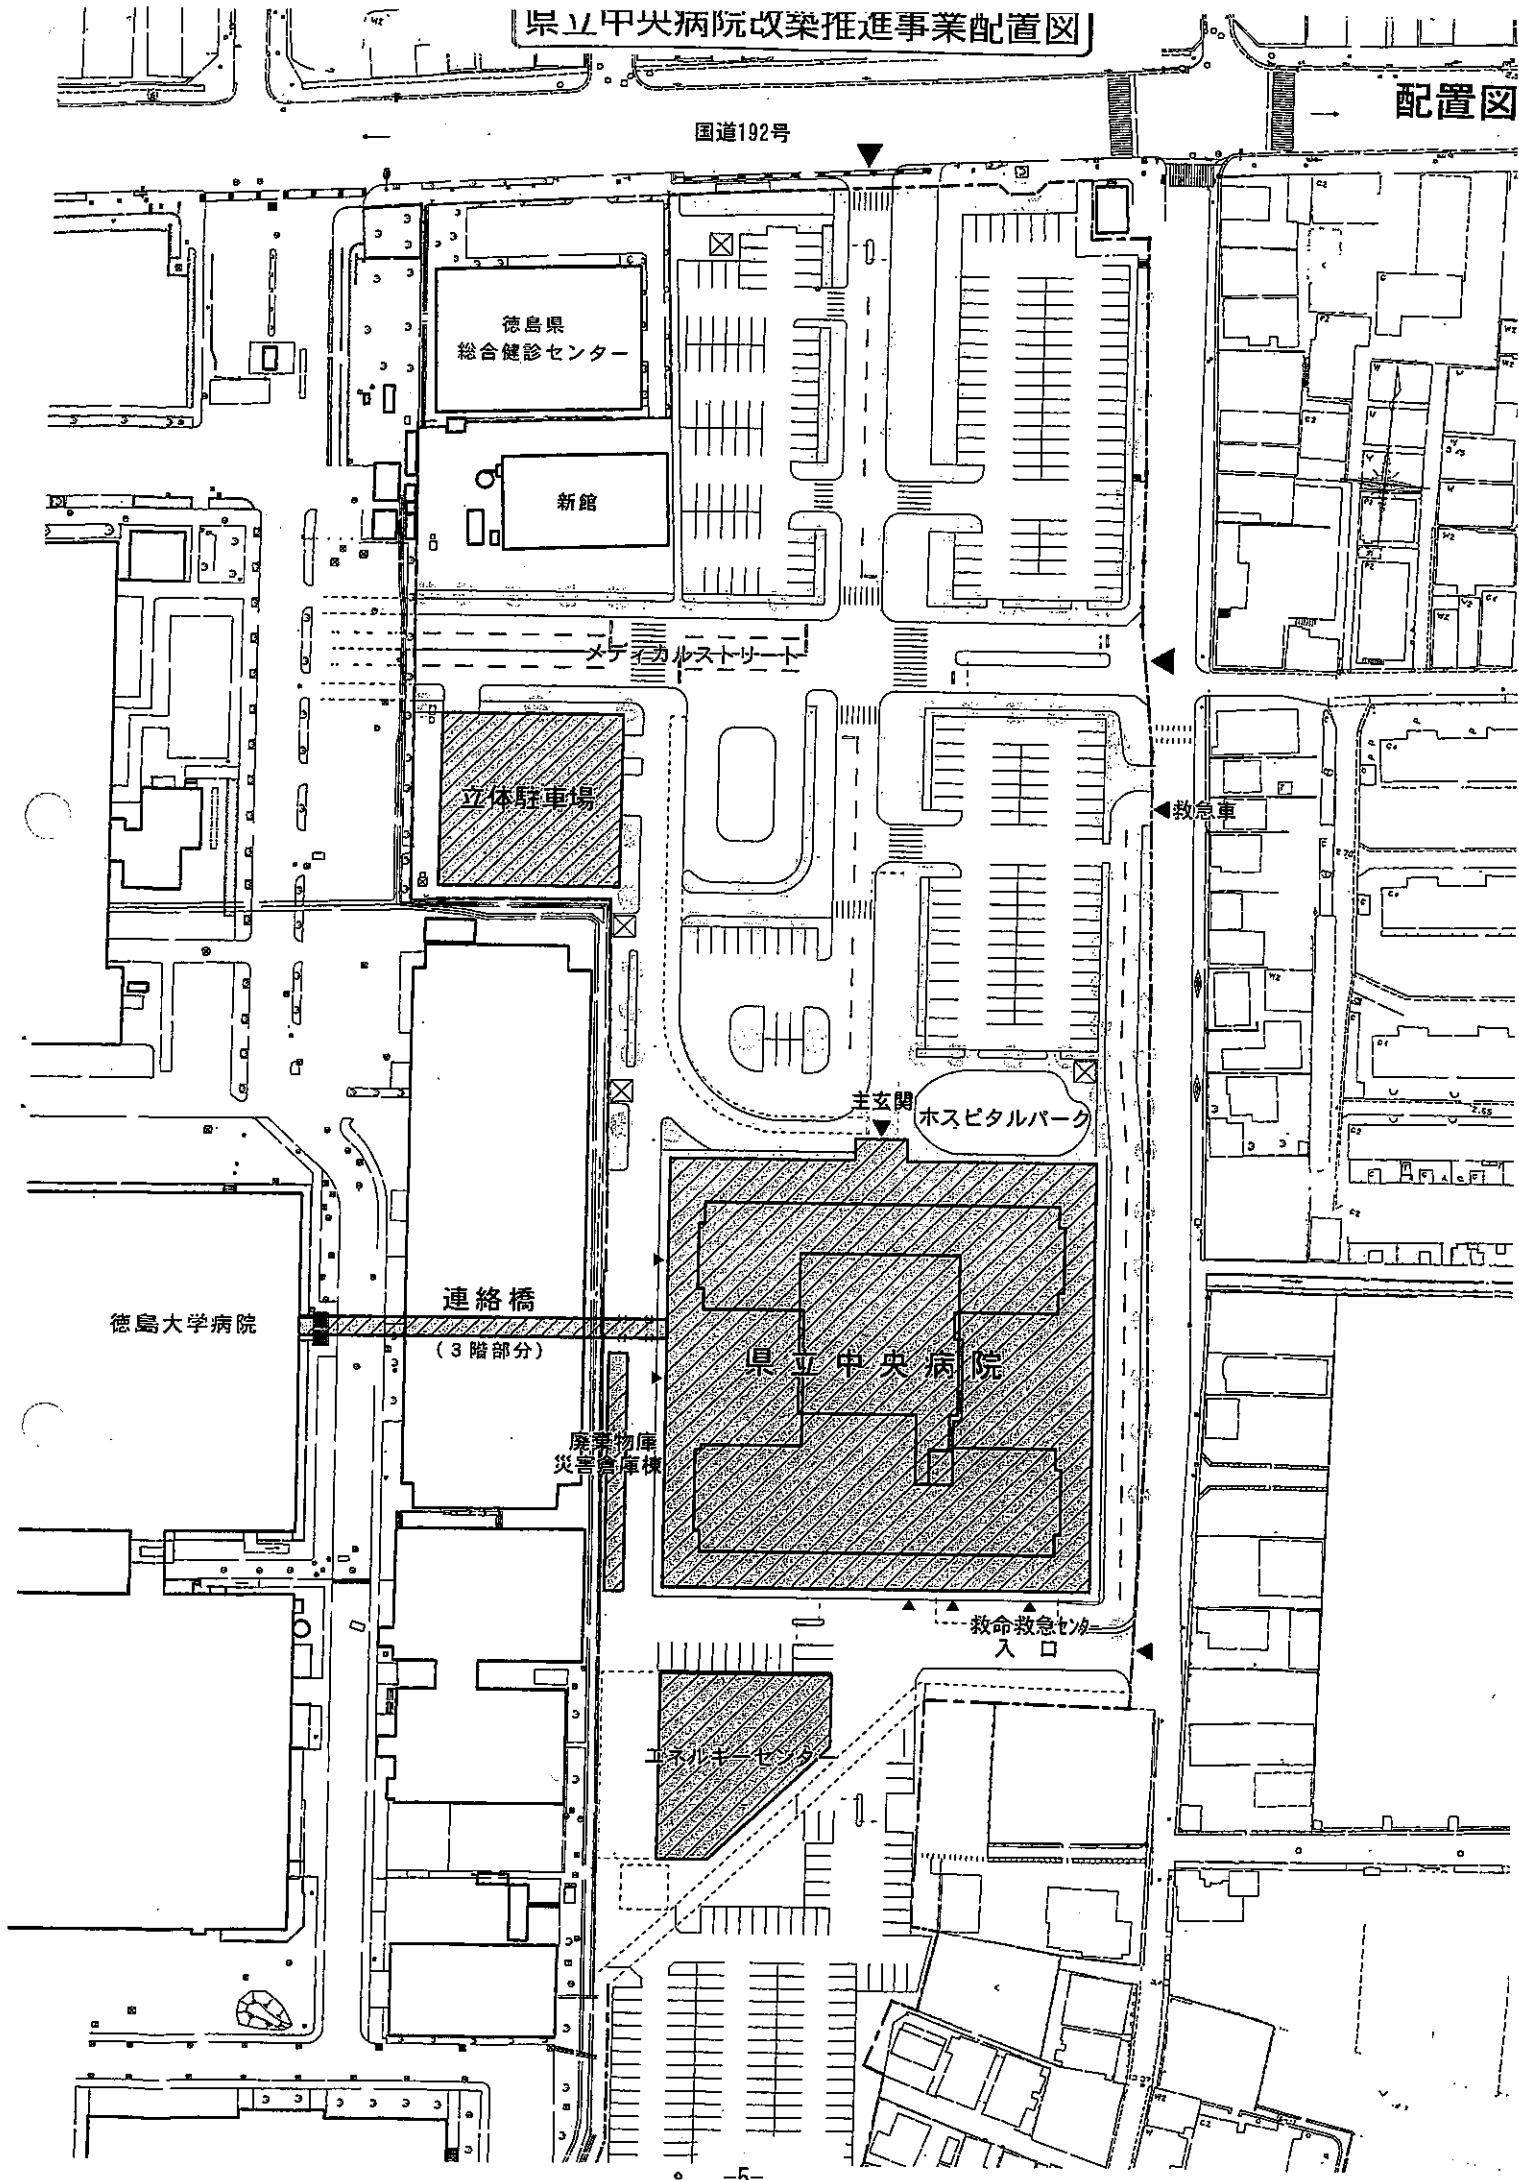 県立中央病院改築推進事業配置図
配置図
国道192号
徳島県
総合健診センター
新館
メディカルストリート
立体駐車場
救急車
主玄関
ホスピタルパーク
連絡橋
(3階部分)
徳島大学病院
県立中央病院
廃棄物庫
災害倉庫棟
救命救急センター
入口
エネルギーセンター
-5-